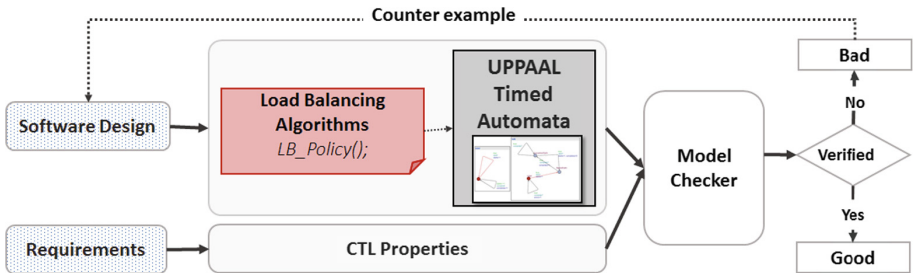 Counter example
Software Design
Load Balancing
Algorithms
LB_Policy();
UPPAAL
Timed
Automata
Model
Checker
Bad
No
Verified
Yes
Good
Requirements
CTL Properties